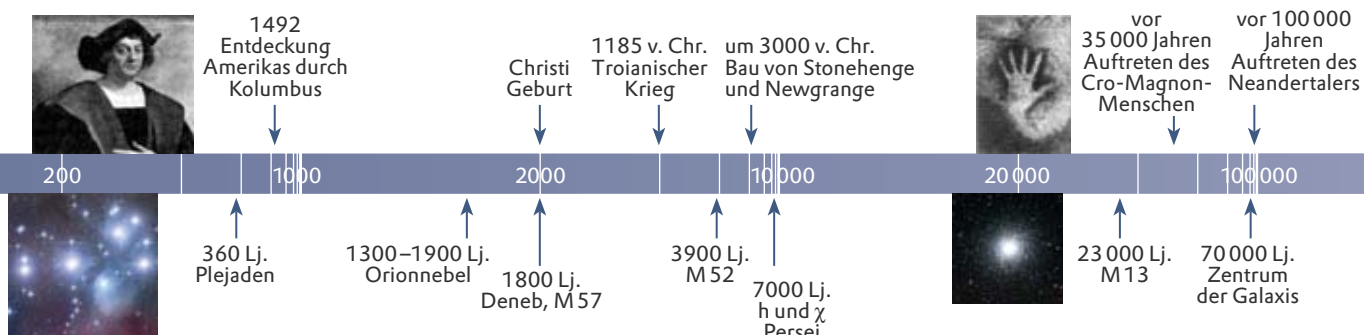 1492
Entdeckung
Amerikas durch
Kolumbus
Christi
Geburt
1185 v. Chr.
Troianischer
Krieg
um 3000 v. Chr.
Bau von Stonehenge
und Newgrange
vor
35 000 Jahren
Auftreten des
Cro-Magnon-
Menschen
vor 100 000
Jahren
Auftreten des
Neandertalers
200
1000
2000
10 000
20 000
100 000
360 Lj.
Plejaden
1300–1900 Lj.
Orionnebel
1800 Lj.
Deneb, M 57
3900 Lj.
M 52
7000 Lj.
h und χ
Persei
23 000 Lj.
M 13
70 000 Lj.
Zentrum
der Galaxis